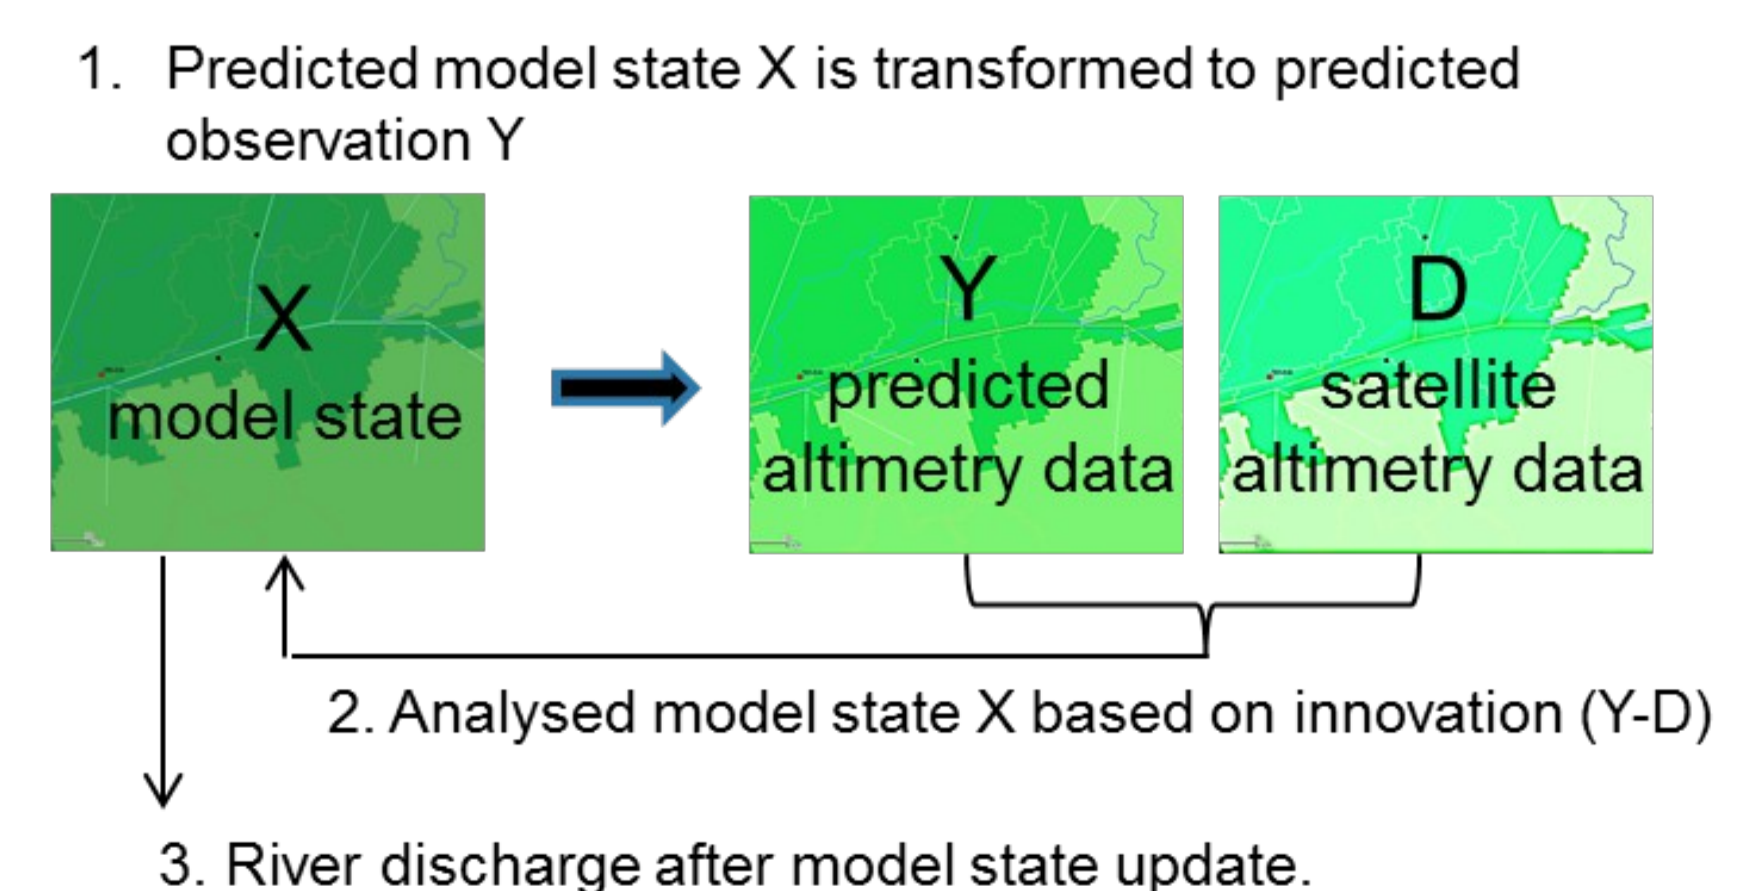 1. Predicted model state X is transformed to predicted
observation Y
X
model state
Y
predicted
altimetry data
D
satellite
altimetry data
2. Analysed model state X based on innovation (Y-D)
3. River discharge after model state update.